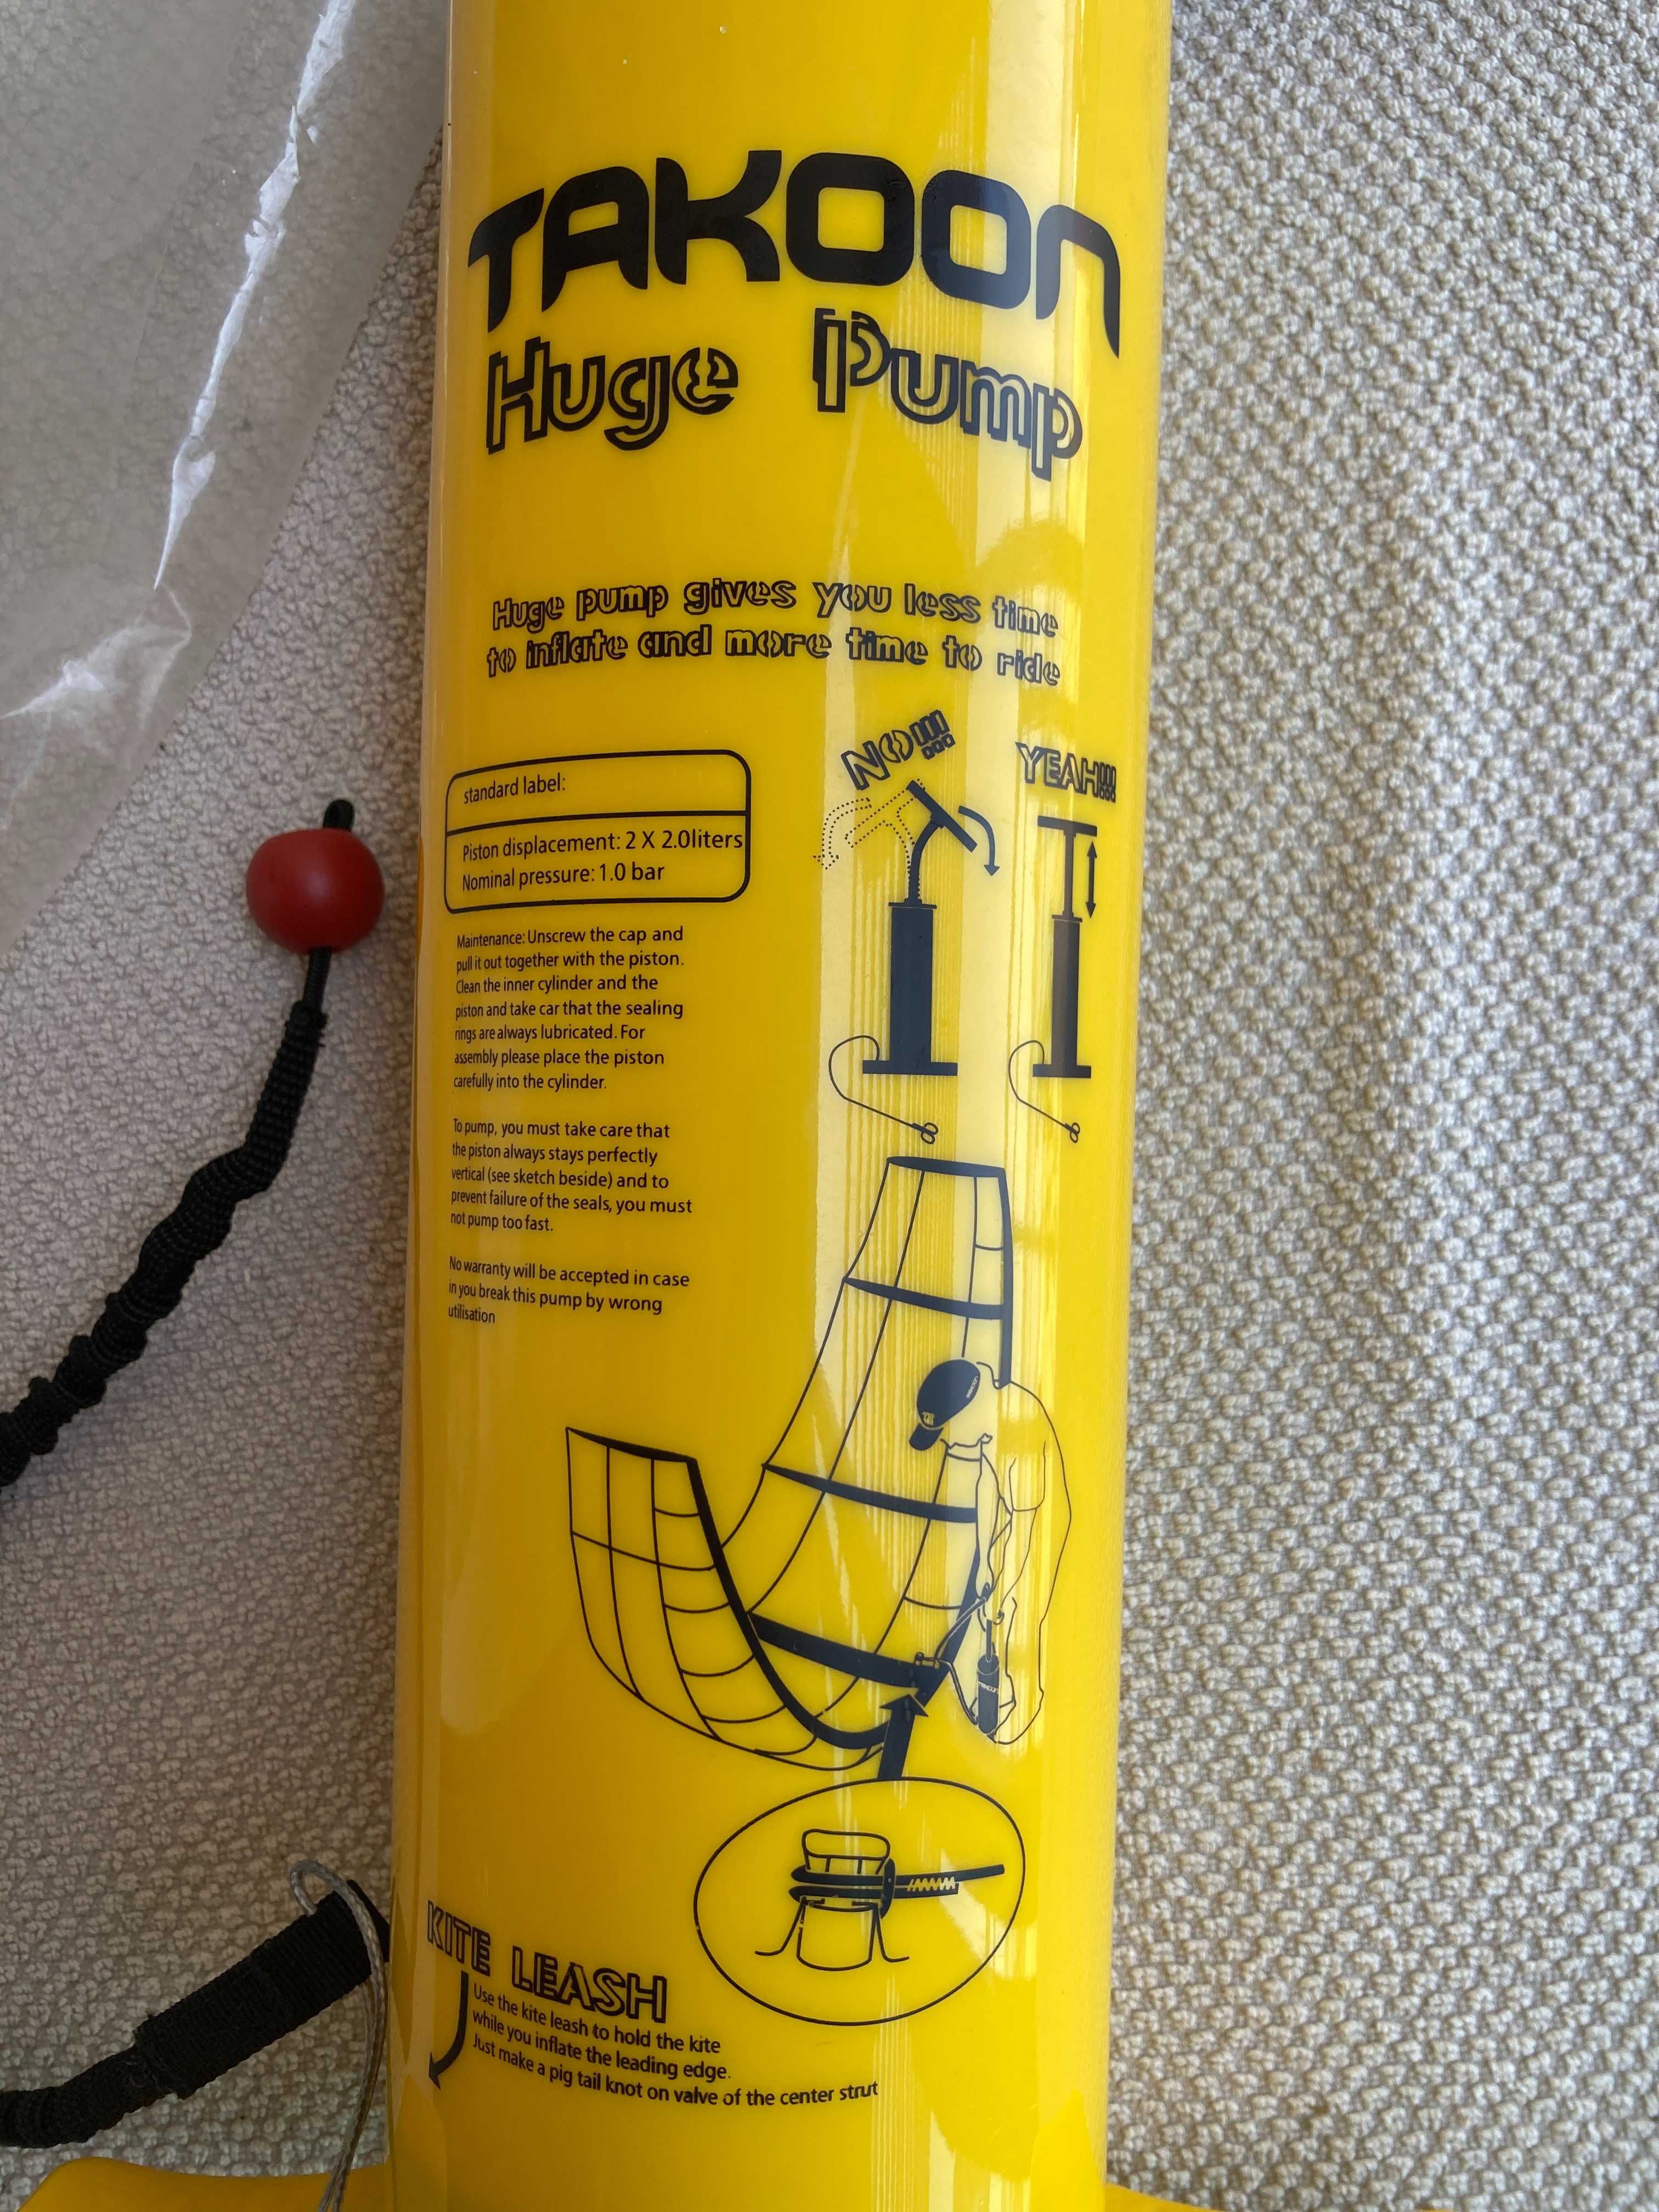 TAKOON
Huge Pump
Huge pump gives you less time
to inflate and more time to ride
NO!!!
YEAH!!!
standard label:
Piston displacement: 2 X 2.0liters
Nominal pressure: 1.0 bar
Maintenance: Unscrew the cap and
pull it out together with the piston.
Clean the inner cylinder and the
piston and take car that the sealing
rings are always lubricated. For
assembly please place the piston
carefully into the cylinder.
To pump, you must take care that
the piston always stays perfectly
vertical (see sketch beside) and to
prevent failure of the seals, you must
not pump too fast.
No warranty will be accepted in case
in you break this pump by wrong
utilisation
KITE LEASH
Use the kite leash to hold the kite
while you inflate the leading edge.
Just make a pig tail knot on valve of the center strut